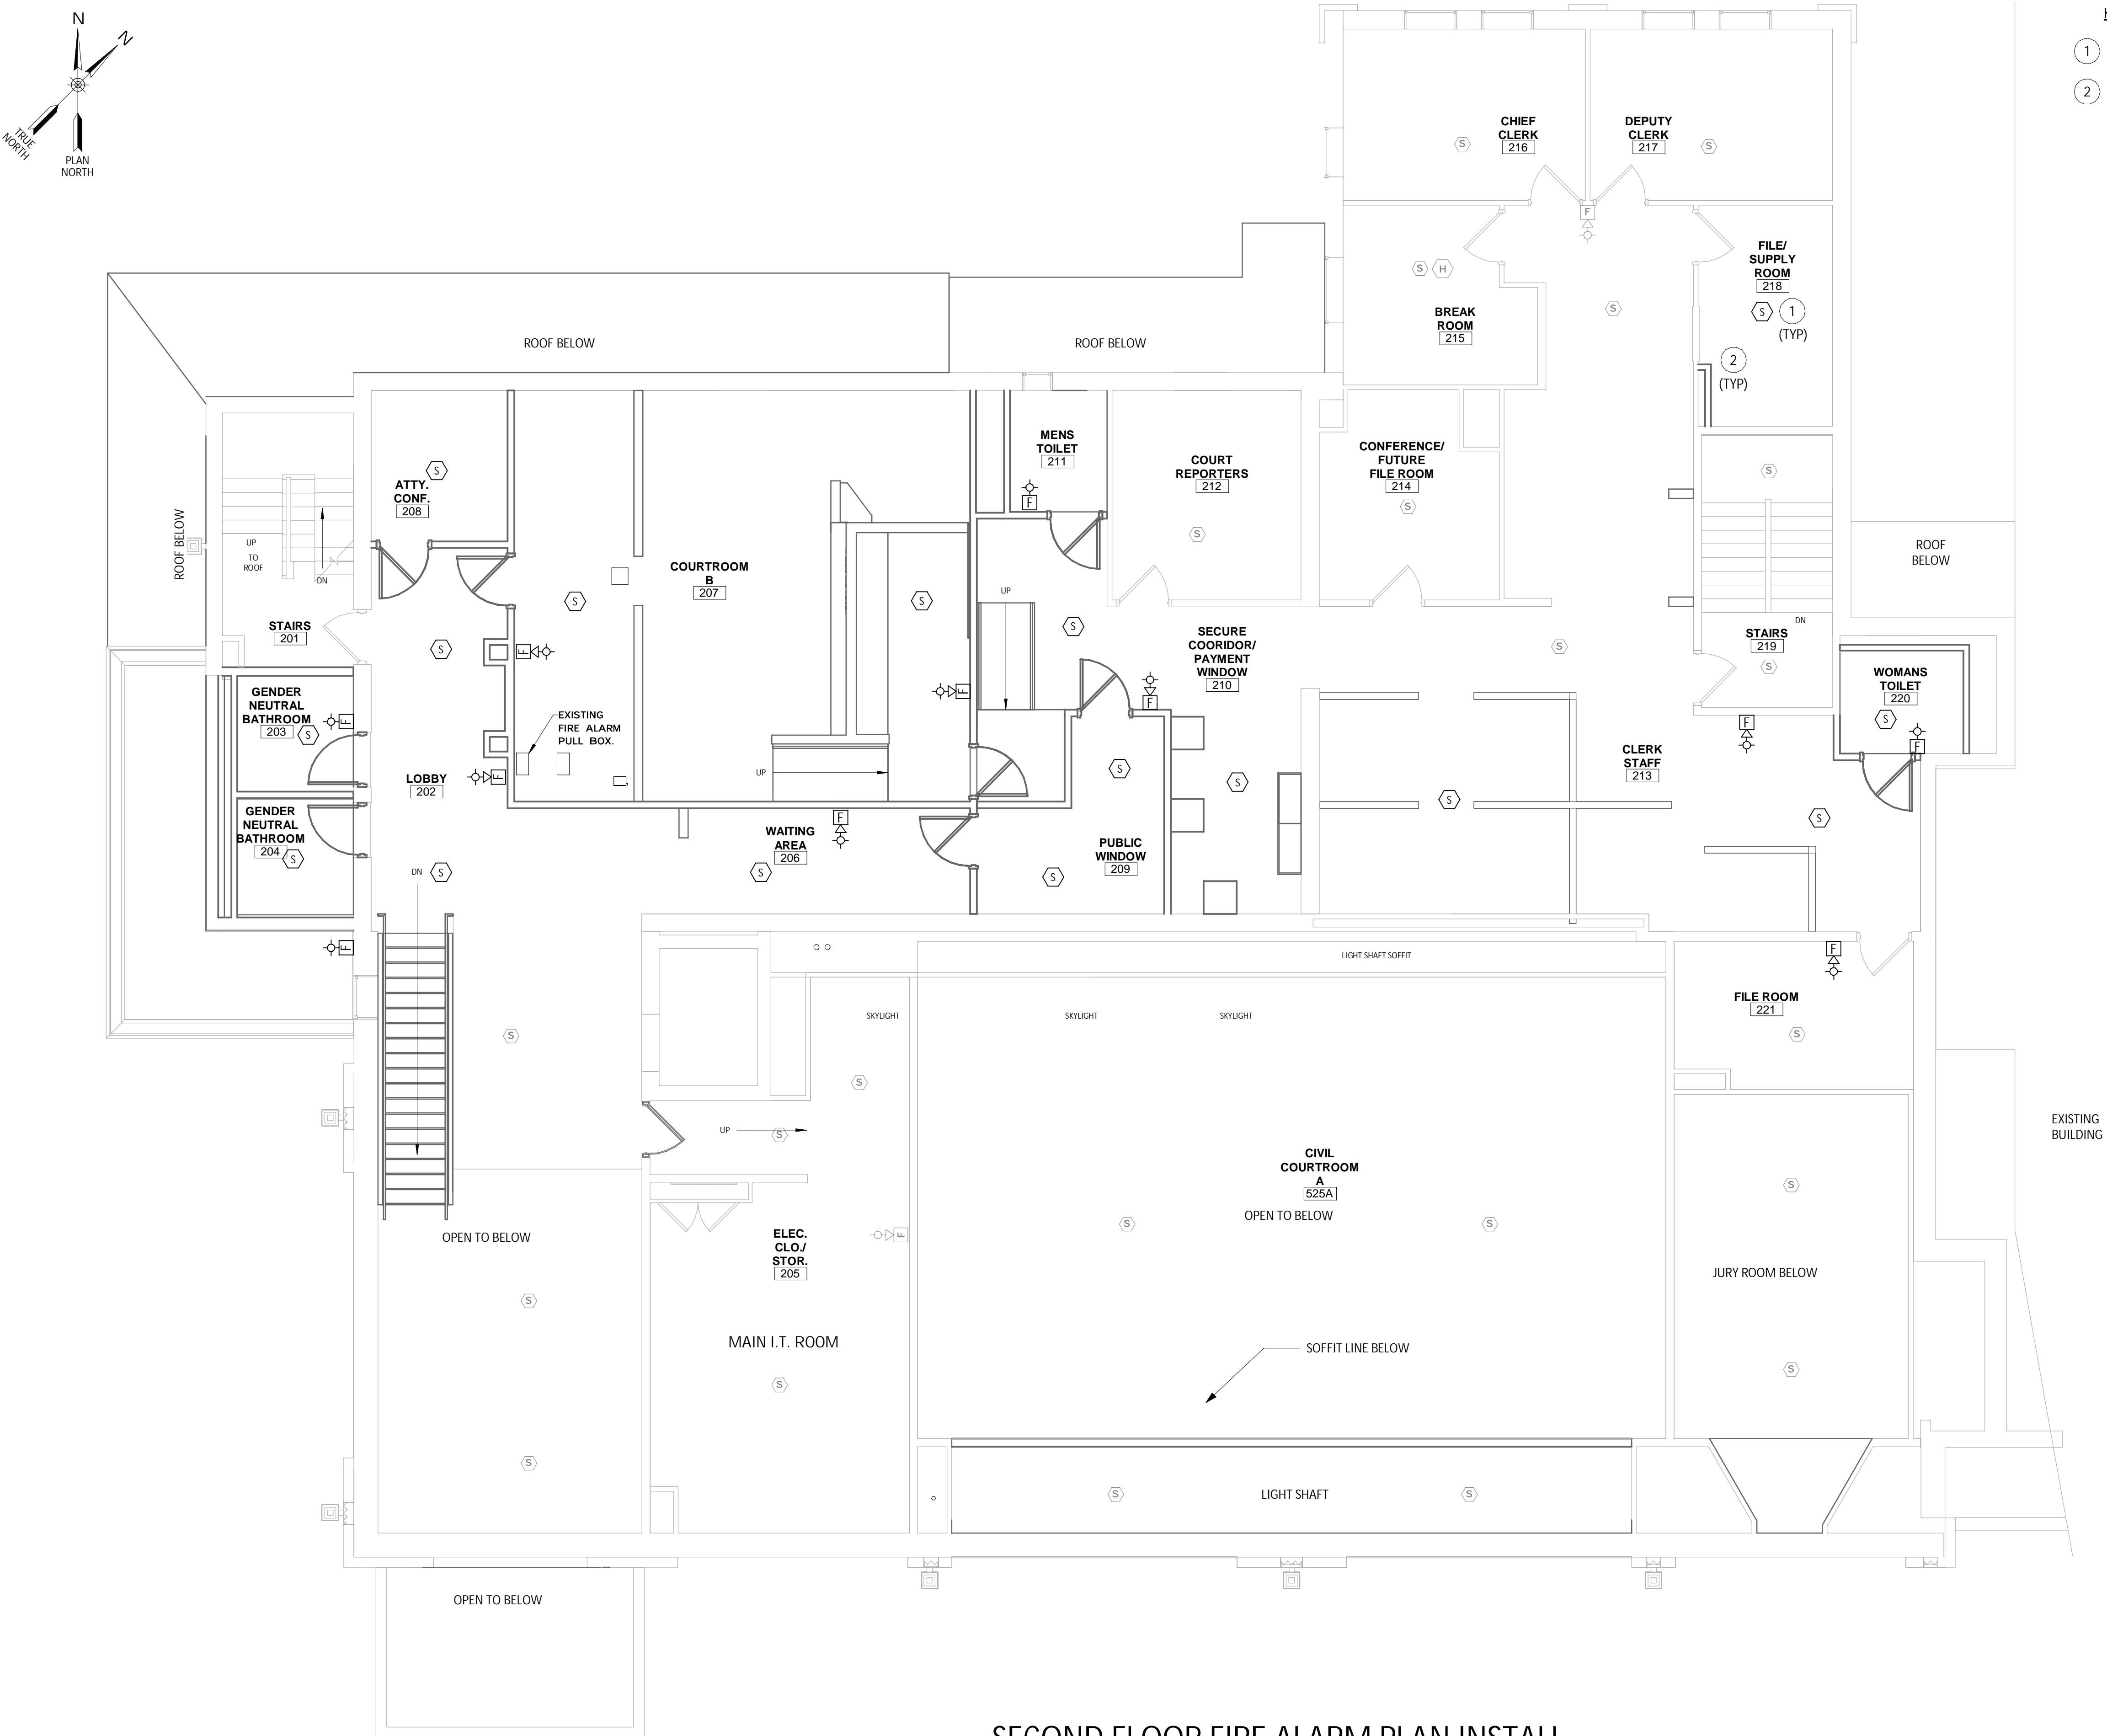 N
N
TRUE
NORTH
PLAN
NORTH
1
2
CHIEF
CLERK
216
S
DEPUTY
CLERK
217
S
F
FILE/
SUPPLY
ROOM
218
S
1
(TYP)
2
(TYP)
S
H
BREAK
ROOM
215
S
ROOF BELOW
ROOF BELOW
ROOF BELOW
ATTY.
CONF.
208
S
UP
TO
ROOF
DN
STAIRS
201
COURTROOM
B
207
S
S
MENS
TOILET
211
F
COURT
REPORTERS
212
S
CONFERENCE/
FUTURE
FILE ROOM
214
S
S
ROOF
BELOW
UP
S
SECURE
COORIDOR/
PAYMENT
WINDOW
210
S
DN
STAIRS
219
S
WOMANS
TOILET
220
S
F
S
F
F
F
F
GENDER
NEUTRAL
BATHROOM
203
S
F
EXISTING
FIRE ALARM
PULL BOX.
LOBBY
202
F
UP
S
S
CLERK
STAFF
213
S
S
GENDER
NEUTRAL
BATHROOM
204
S
DN
S
WAITING
AREA
206
S
F
PUBLIC
WINDOW
209
S
F
F
LIGHT SHAFT SOFFIT
SKYLIGHT
SKYLIGHT
SKYLIGHT
FILE ROOM
221
S
S
S
UP
S
EXISTING
BUILDING
CIVIL
COURTROOM
A
525A
OPEN TO BELOW
S
S
S
OPEN TO BELOW
ELEC.
CLO./
STOR.
205
F
JURY ROOM BELOW
S
MAIN I.T. ROOM
SOFFIT LINE BELOW
S
S
S
S
LIGHT SHAFT
S
OPEN TO BELOW
SECOND FLOOR FIRE ALARM PLAN INSTALL